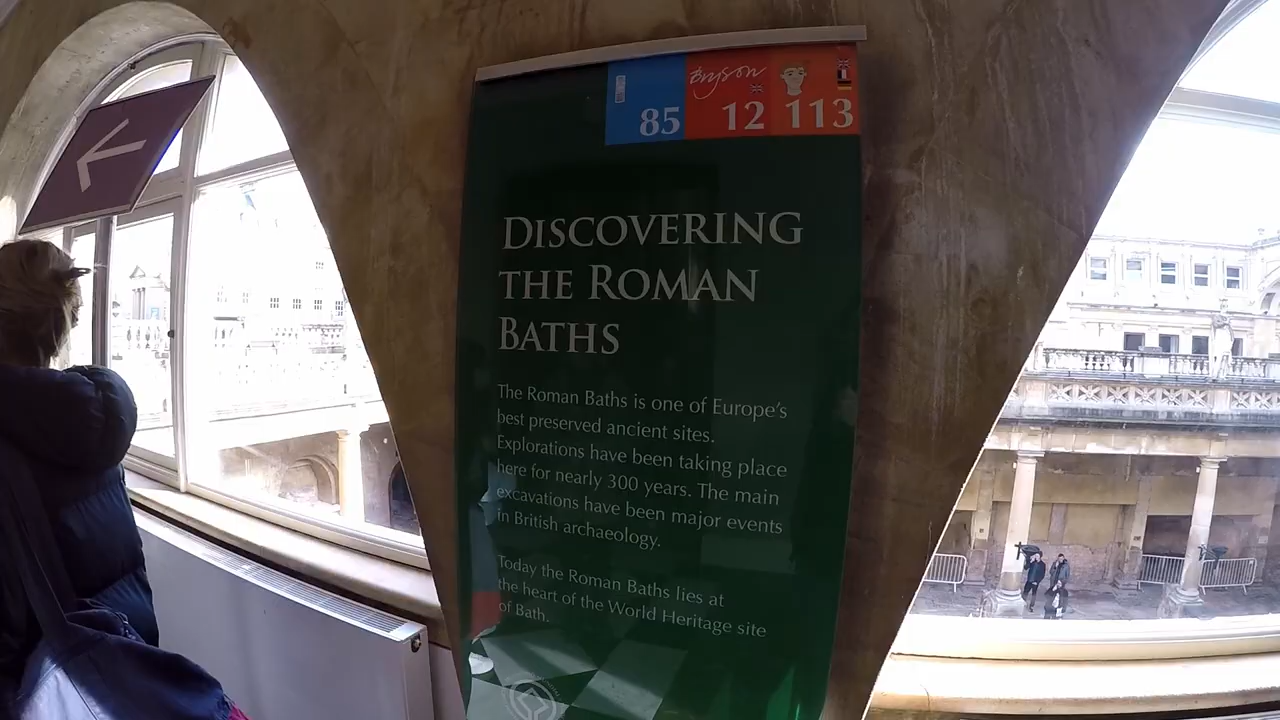 85
Bryson
12
113
DISCOVERING
THE ROMAN
BATHS
The Roman Baths is one of Europe's
best preserved ancient sites.
Explorations have been taking place
here for nearly 300 years. The main
excavations have been major events
in British archaeology.
Today the Roman Baths lies at
the heart of the World Heritage site
of Bath.